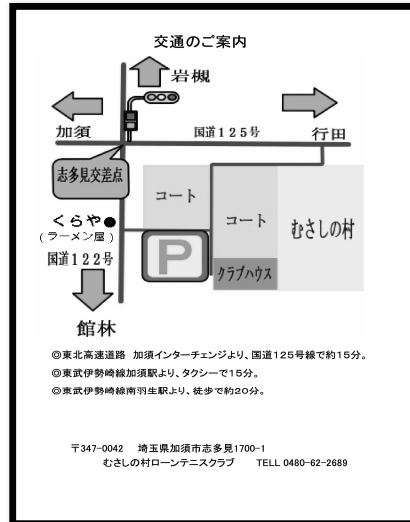 交通のご案内
岩槻
加須
国道125号
行田
志多見交差点
コート
コート
むさしの村
くらや●
(ラーメン屋)
P
国道122号
クラブハウス
館林
◎東北高速道路 加須インターチェンジより、国道125号線で約15分。
◎東武伊勢崎線加須駅より、タクシーで15分。
◎東武伊勢崎線南羽生駅より、徒歩で約20分。
〒347-0042 埼玉県加須市志多見1700-1
むさしの村ローンテニスクラブ TELL 0480-62-2689